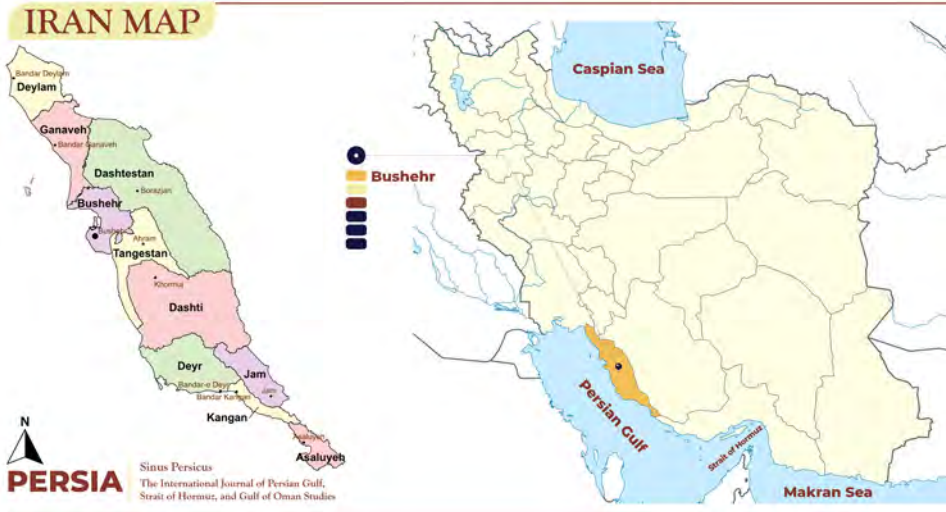 IRAN MAP
Bandar Deylam
Deylam
Ganaveh
Bandar Ganaveh
Dashtestan
Borazjan
Bushehr
Bushehr
Ahram
Tangestan
Khormuj
Dashti
Deyr
Jam
Jam
Bandar-e Deyr
Bandar Kangan
Kangan
Asaluyeh
Asaluyeh
N
PERSIA
Sinus Persicus
The International Journal of Persian Gulf,
Strait of Hormuz, and Gulf of Oman Studies
Bushehr
Caspian Sea
Persian Gulf
Strait of Hormuz
Makran Sea